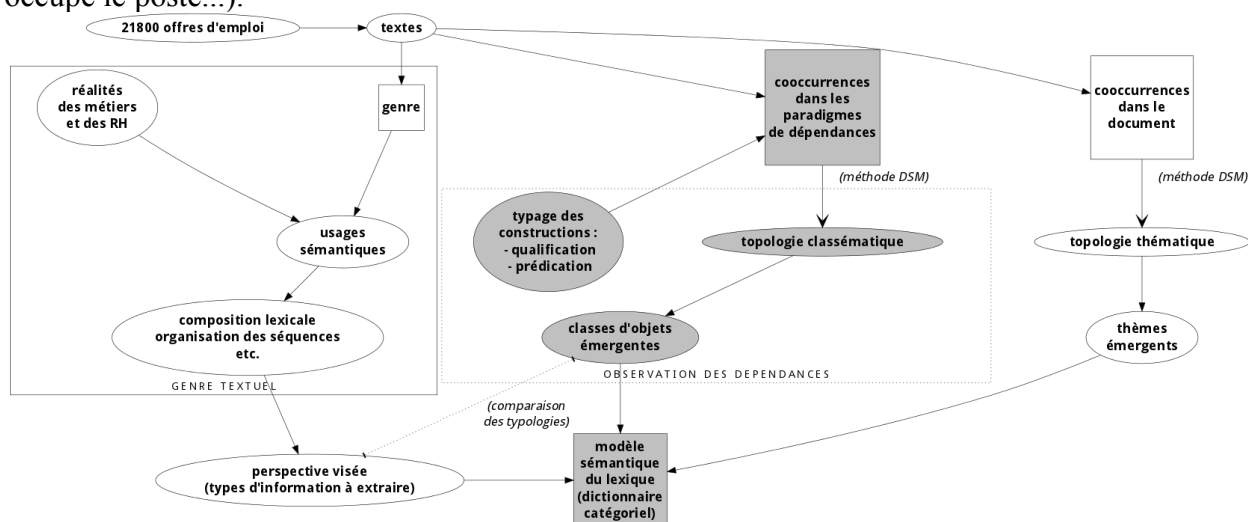 occupe le poste...).
21800 offres d'emploi
textes
réalités
des métiers
et des RH
genre
cooccurrences
dans les
paradigmes
de dépendances
cooccurrences
dans le
document
(méthode DSM)
(méthode DSM)
usages
sémantiques
typage des
constructions :
- qualification
- prédication
topologie classématique
topologie thématique
composition lexicale
organisation des séquences
etc.
classes d'objets
émergentes
thèmes
émergents
GENRE TEXTUEL
OBSERVATION DES DEPENDANCES
(comparaison
des typologies)
perspective visée
(types d'information à extraire)
modèle
sémantique
du lexique
(dictionnaire
catégoriel)